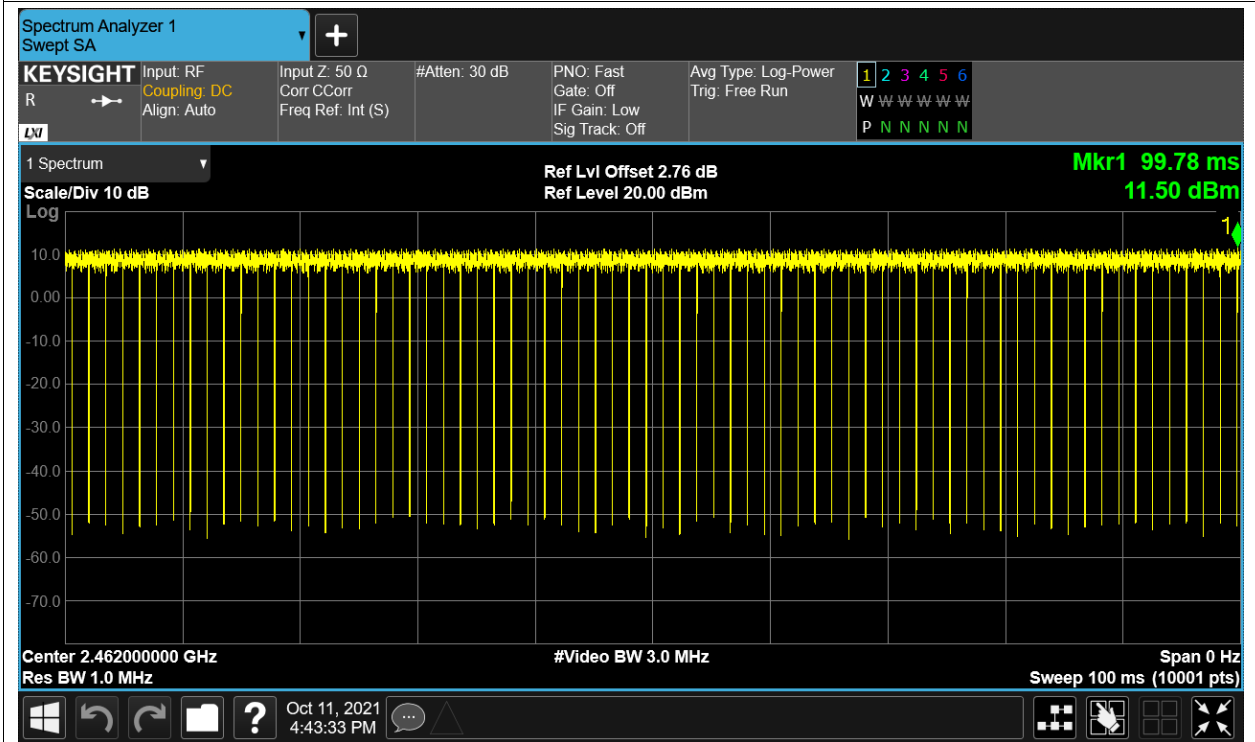 Spectrum Analyzer 1
Swept SA
+
KEYSIGHT
R
LXI
Input: RF
Coupling: DC
Align: Auto
Input Z: 50 Ω
Corr CCorr
Freq Ref: Int (S)
#Atten: 30 dB
PNO: Fast
Gate: Off
IF Gain: Low
Sig Track: Off
Avg Type: Log-Power
Trig: Free Run
1 2 3 4 5 6
W W W W W W
P N N N N N
1 Spectrum
Scale/Div 10 dB
Log
Ref Lvl Offset 2.76 dB
Ref Level 20.00 dBm
Mkr1 99.78 ms
11.50 dBm
1
10.0
0.00
-10.0
-20.0
-30.0
-40.0
-50.0
-60.0
-70.0
Center 2.462000000 GHz
Res BW 1.0 MHz
#Video BW 3.0 MHz
Span 0 Hz
Sweep 100 ms (10001 pts)
?
Oct 11, 2021
4:43:33 PM